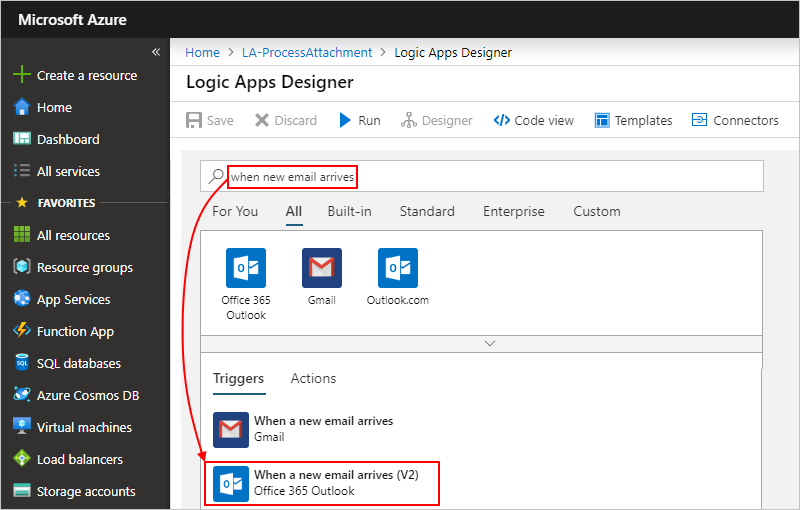 Microsoft Azure
«
Create a resource
Home
Dashboard
All services
FAVORITES
All resources
Resource groups
App Services
Function App
SQL databases
Azure Cosmos DB
Virtual machines
Load balancers
Storage accounts
Home > LA-ProcessAttachment > Logic Apps Designer
Logic Apps Designer
Save Discard Run Designer Code view Templates Connectors
when new email arrives
For You All Built-in Standard Enterprise Custom
Office 365
Outlook
Gmail
Outlook.com
Triggers Actions
When a new email arrives
Gmail
When a new email arrives (V2)
Office 365 Outlook